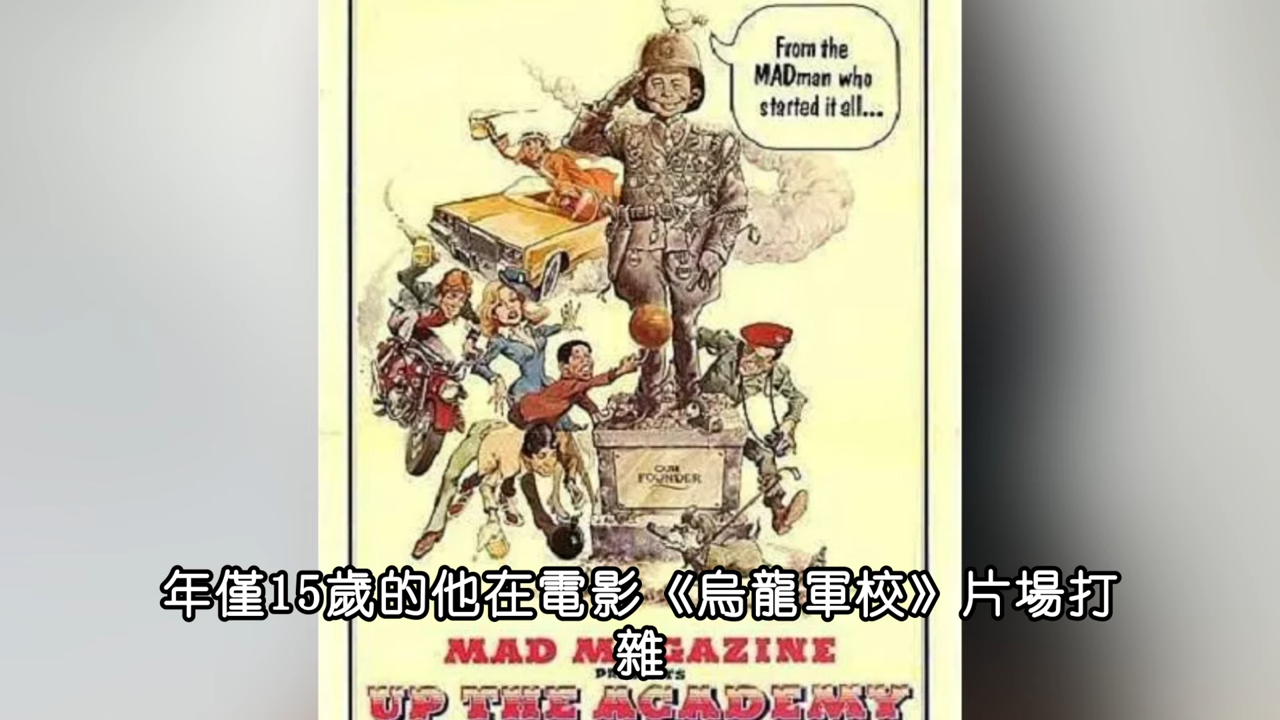 From the
MADman who
started it all...
OUR
FOUNDER
年僅15歲的他在電影《烏龍軍校》片場打
雜
MAD MAGAZINE
UP THE ACADEMY